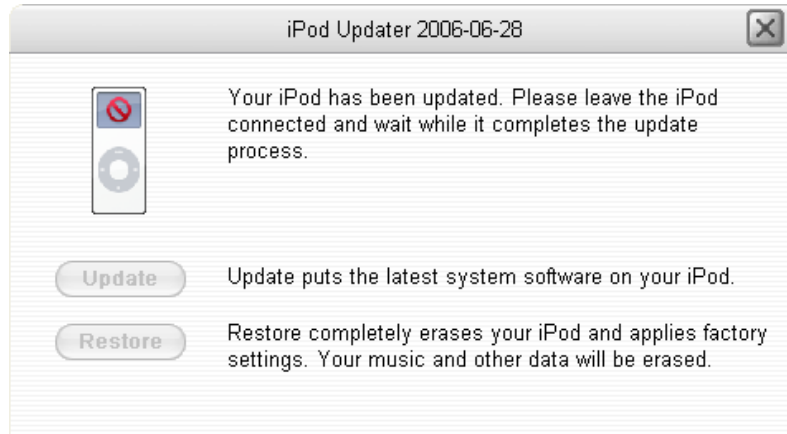 iPod Updater 2006-06-28
Your iPod has been updated. Please leave the iPod
connected and wait while it completes the update
process.
Update
Update puts the latest system software on your iPod.
Restore
Restore completely erases your iPod and applies factory
settings. Your music and other data will be erased.